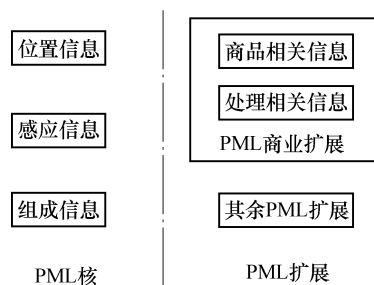 位置信息
感应信息
组成信息
PML核
商品相关信息
处理相关信息
PML商业扩展
其余PML扩展
PML扩展